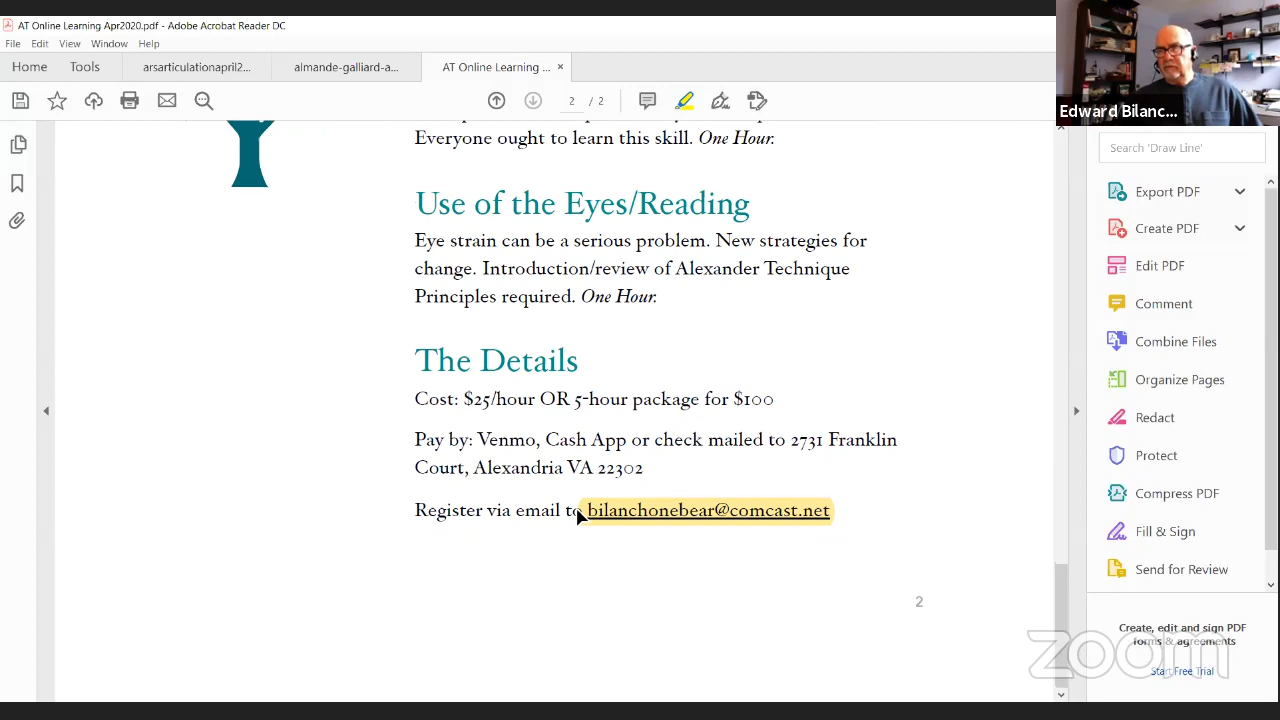 AT Online Learning Apr2020.pdf - Adobe Acrobat Reader DC
File Edit View Window Help
Home Tools arsarticulationapril2... almande-galliard-a... AT Online Learning ... ×
2 / 2
Edward Bilanc...
Everyone ought to learn this skill. One Hour.
Use of the Eyes/Reading
Eye strain can be a serious problem. New strategies for
change. Introduction/review of Alexander Technique
Principles required. One Hour.
The Details
Cost: $25/hour OR 5-hour package for $100
Pay by: Venmo, Cash App or check mailed to 2731 Franklin
Court, Alexandria VA 22302
Register via email to bilanchonebear@comcast.net
2
Search 'Draw Line'
Export PDF
Create PDF
Edit PDF
Comment
Combine Files
Organize Pages
Redact
Protect
Compress PDF
Fill & Sign
Send for Review
Create, edit and sign PDF
forms & agreements
Start Free Trial
zoom